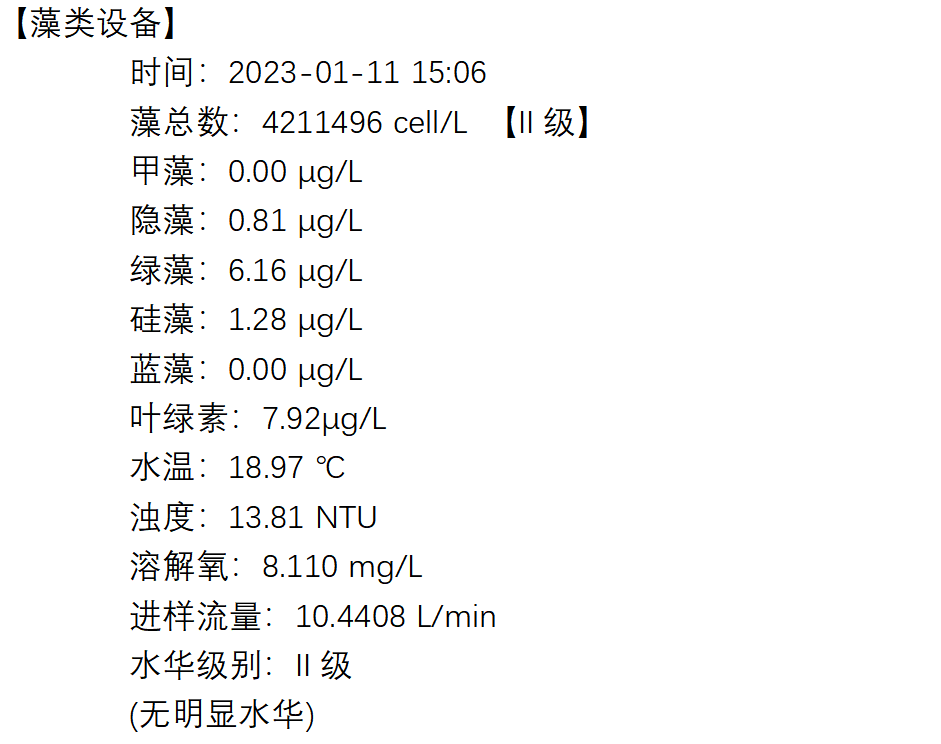 【藻类设备】
时间：2023-01-11 15:06
藻总数：4211496 cell/L 【II 级】
甲藻：0.00 μg/L
隐藻：0.81 μg/L
绿藻：6.16 μg/L
硅藻：1.28 μg/L
蓝藻：0.00 μg/L
叶绿素：7.92μg/L
水温：18.97 ℃
浊度：13.81 NTU
溶解氧：8.110 mg/L
进样流量：10.4408 L/min
水华级别：II 级
(无明显水华)